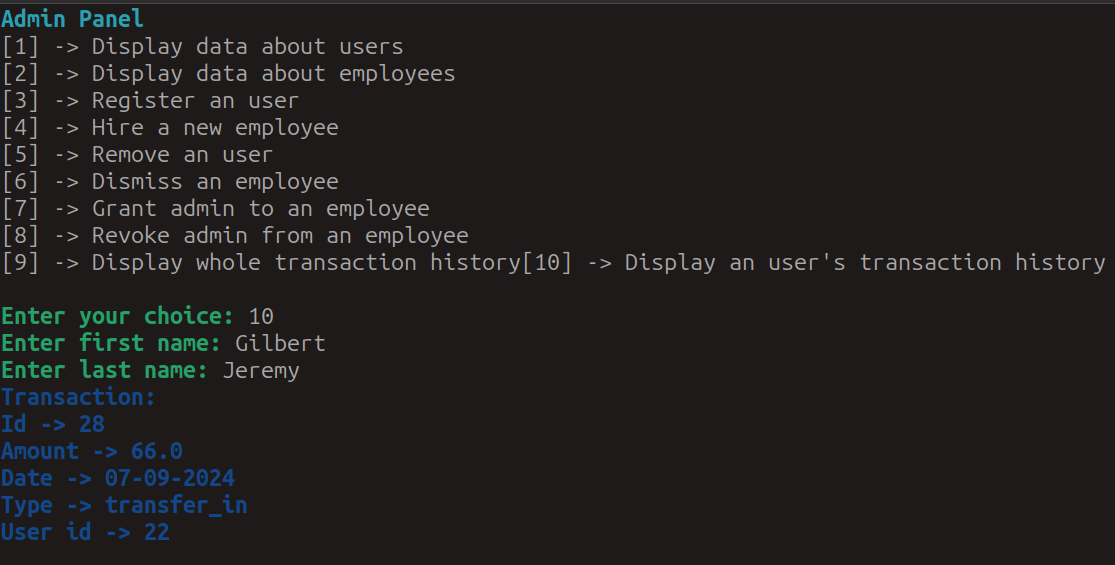 Admin Panel
[1] -> Display data about users
[2] -> Display data about employees
[3] -> Register an user
[4] -> Hire a new employee
[5] -> Remove an user
[6] -> Dismiss an employee
[7] -> Grant admin to an employee
[8] -> Revoke admin from an employee
[9] -> Display whole transaction history[10] -> Display an user's transaction history
Enter your choice: 10
Enter first name: Gilbert
Enter last name: Jeremy
Transaction:
Id -> 28
Amount -> 66.0
Date -> 07-09-2024
Type -> transfer_in
User id -> 22